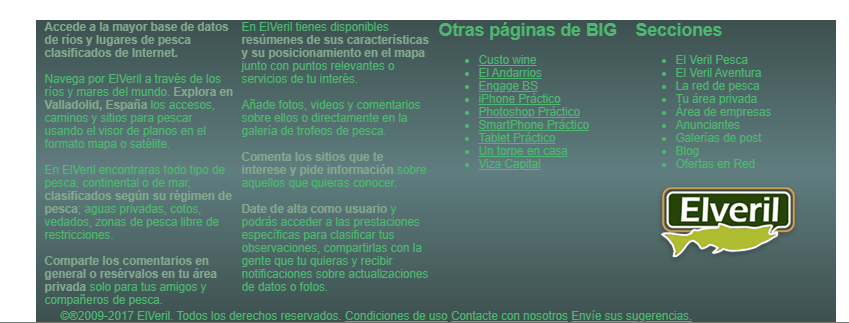 Accede a la mayor base de datos
de ríos y lugares de pesca
clasificados de Internet.
Navega por ElVeril a través de los
ríos y mares del mundo. Explora en
Valladolid, España los accesos,
caminos y sitios para pescar
usando el visor de planos en el
formato mapa o satélite.
En ElVeril encontraras todo tipo de
pesca, continental o de mar,
clasificados según su régimen de
pesca; aguas privadas, cotos,
vedados, zonas de pesca libre de
restricciones.
Comparte los comentarios en
general o resérvalos en tu área
privada solo para tus amigos y
compañeros de pesca.
En ElVeril tienes disponibles
resúmenes de sus características
y su posicionamiento en el mapa
junto con puntos relevantes o
servicios de tu interés.
Añade fotos, videos y comentarios
sobre ellos o directamente en la
galería de trofeos de pesca.
Comenta los sitios que te
interese y pide información sobre
aquellos que quieras conocer.
Date de alta como usuario y
podrás acceder a las prestaciones
específicas para clasificar tus
observaciones, compartirlas con la
gente que tu quieras y recibir
notificaciones sobre actualizaciones
de datos o fotos.
Otras páginas de BIG
Custo wine
El Andarrios
Engage BS
iPhone Práctico
Photoshop Práctico
SmartPhone Práctico
Tablet Práctico
Un torpe en casa
Viza Capital
Secciones
El Veril Pesca
El Veril Aventura
La red de pesca
Tu área privada
Área de empresas
Anunciantes
Galerías de post
Blog
Ofertas en Red
Elveril
©®2009-2017 ElVeril. Todos los derechos reservados. Condiciones de uso Contacte con nosotros Envíe sus sugerencias.